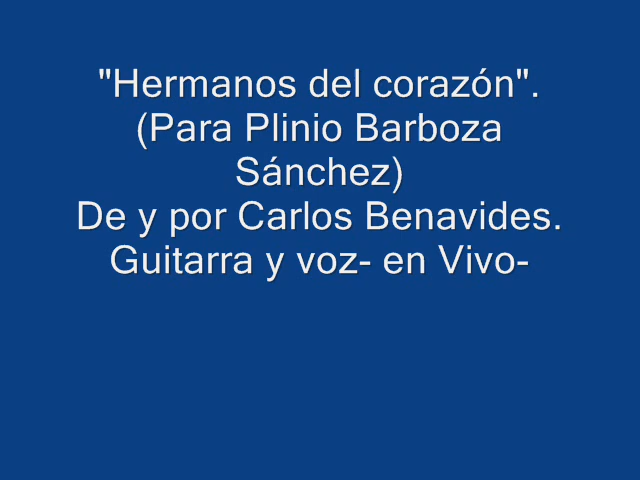 "Hermanos del corazón".
(Para Plinio Barboza
Sánchez)
De y por Carlos Benavides.
Guitarra y voz- en Vivo-